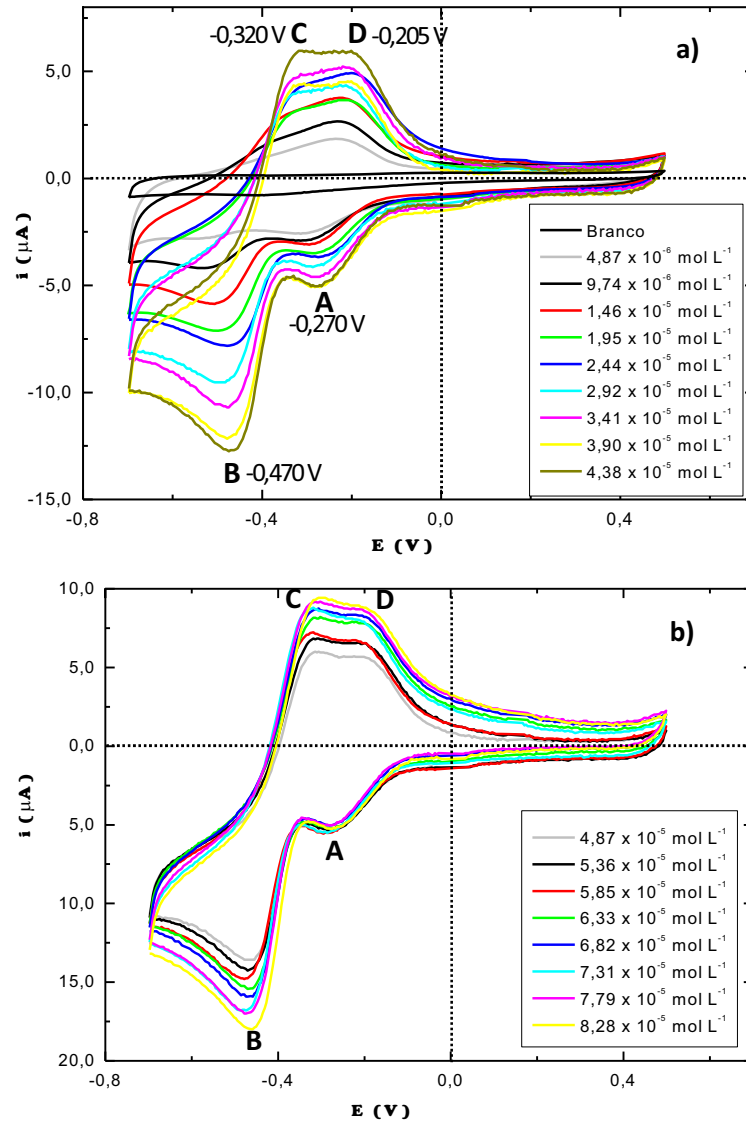 C D
-0,320 V -0,205 V
a)
5,0
0,0
-5,0
-10,0
-15,0
i (µA)
A
-0,270 V
B -0,470 V
Branco
4,87 x 10⁻⁶ mol L⁻¹
9,74 x 10⁻⁶ mol L⁻¹
1,46 x 10⁻⁵ mol L⁻¹
1,95 x 10⁻⁵ mol L⁻¹
2,44 x 10⁻⁵ mol L⁻¹
2,92 x 10⁻⁵ mol L⁻¹
3,41 x 10⁻⁵ mol L⁻¹
3,90 x 10⁻⁵ mol L⁻¹
4,38 x 10⁻⁵ mol L⁻¹
-0,8 -0,4 0,0 0,4
E (V)
10,0
C D
b)
5,0
0,0
5,0
10,0
15,0
20,0
i (µA)
A
B
4,87 x 10⁻⁵ mol L⁻¹
5,36 x 10⁻⁵ mol L⁻¹
5,85 x 10⁻⁵ mol L⁻¹
6,33 x 10⁻⁵ mol L⁻¹
6,82 x 10⁻⁵ mol L⁻¹
7,31 x 10⁻⁵ mol L⁻¹
7,79 x 10⁻⁵ mol L⁻¹
8,28 x 10⁻⁵ mol L⁻¹
-0,8 -0,4 0,0 0,4
E (V)